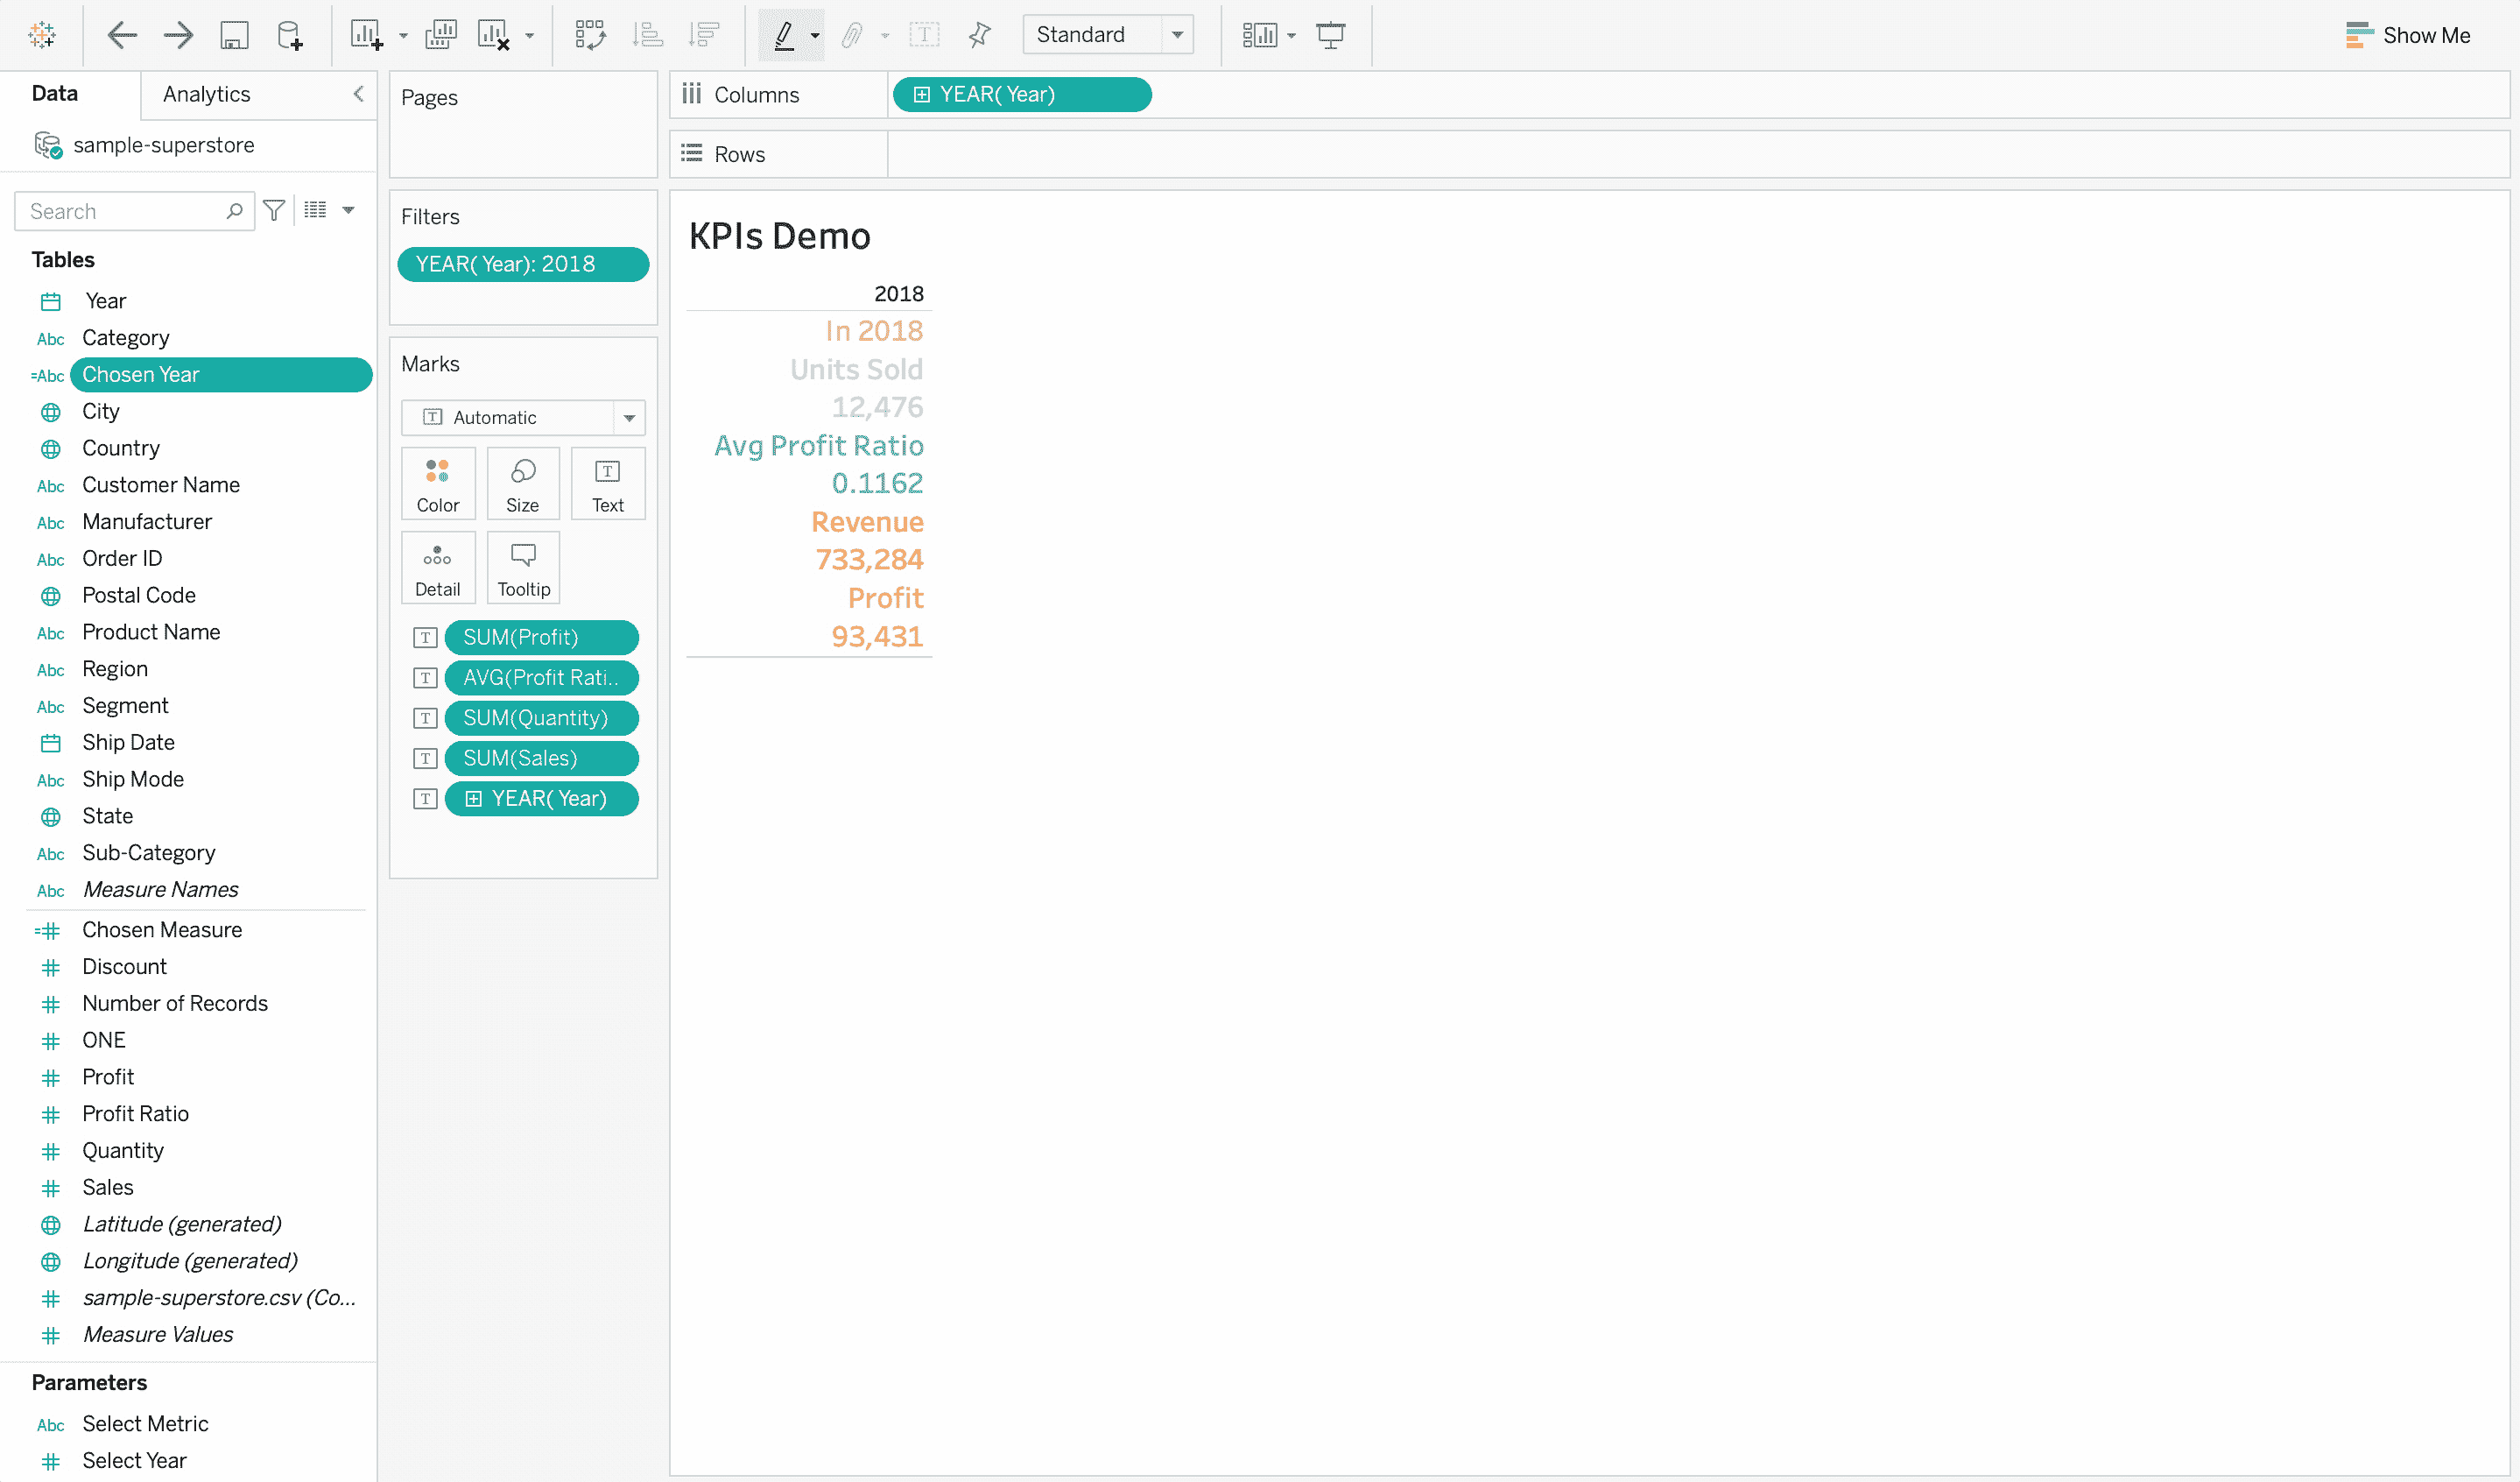 Standard
Show Me
Data
Analytics
sample-superstore
Search
Tables
Year
Abc Category
=Abc Chosen Year
City
Country
Abc Customer Name
Abc Manufacturer
Abc Order ID
Postal Code
Abc Product Name
Abc Region
Abc Segment
Ship Date
Abc Ship Mode
State
Abc Sub-Category
Abc Measure Names
=# Chosen Measure
# Discount
# Number of Records
# ONE
# Profit
# Profit Ratio
# Quantity
# Sales
Latitude (generated)
Longitude (generated)
# sample-superstore.csv (Co...
# Measure Values
Parameters
Abc Select Metric
# Select Year
Pages
Filters
YEAR( Year): 2018
Marks
T Automatic
Color
Size
T
Text
Detail
Tooltip
T SUM(Profit)
T AVG(Profit Rati..
T SUM(Quantity)
T SUM(Sales)
T YEAR( Year)
Columns
YEAR( Year)
Rows
KPIs Demo
2018
In 2018
Units Sold
12,476
Avg Profit Ratio
0.1162
Revenue
733,284
Profit
93,431